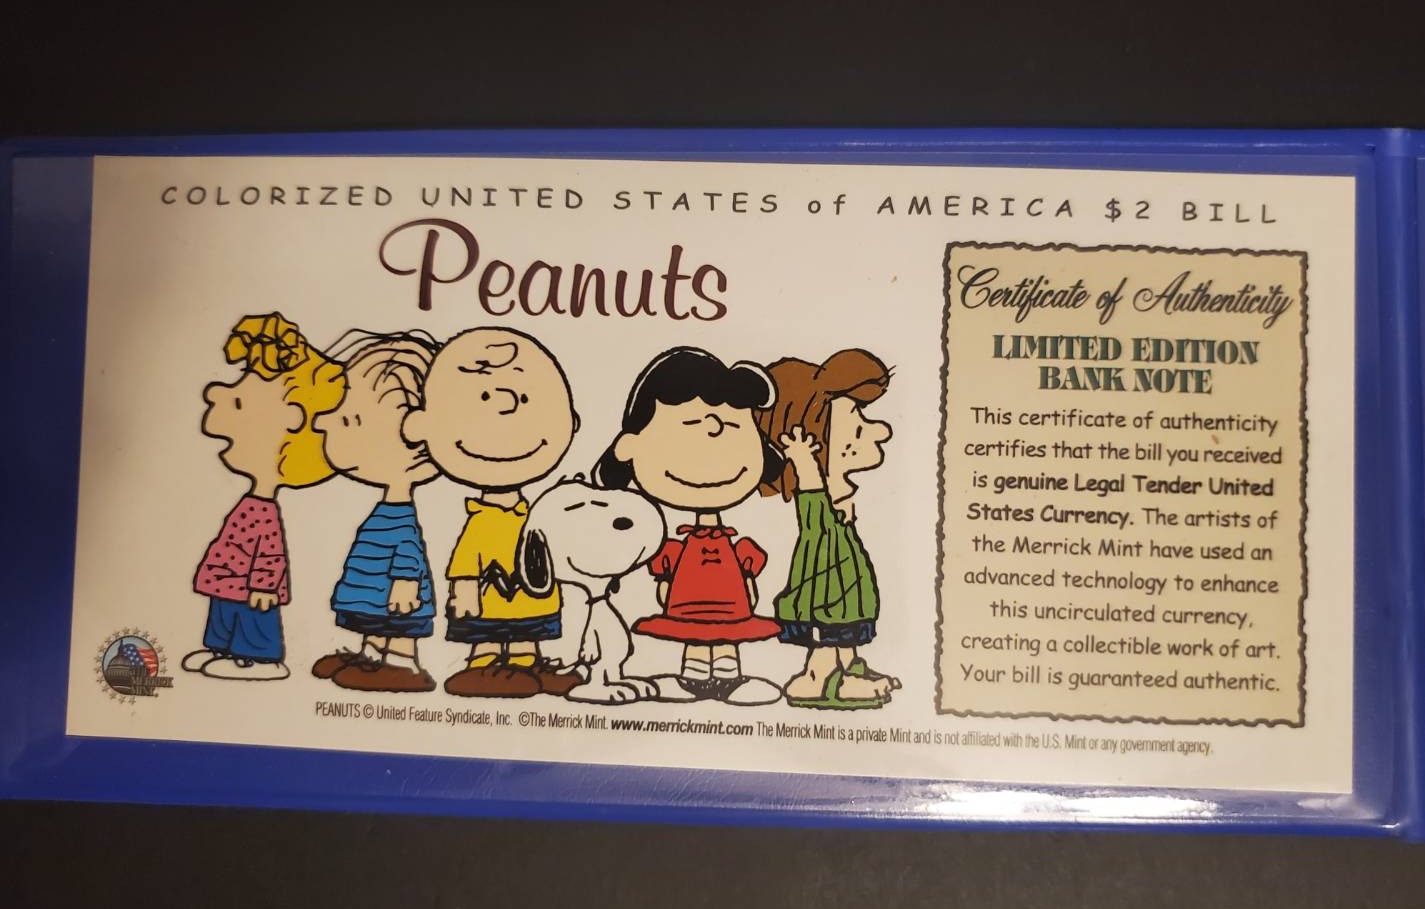 COLORIZED UNITED STATES of AMERICA $2 BILL
Peanuts
Certificate of Authenticity
LIMITED EDITION
BANK NOTE
This certificate of authenticity
certifies that the bill you received
is genuine Legal Tender United
States Currency. The artists of
the Merrick Mint have used an
advanced technology to enhance
this uncirculated currency,
creating a collectible work of art.
Your bill is guaranteed authentic.
THE
MERRICK
MINT
PEANUTS © United Feature Syndicate, Inc. ©The Merrick Mint. www.merrickmint.com The Merrick Mint is a private Mint and is not affiliated with the U.S. Mint or any government agency.